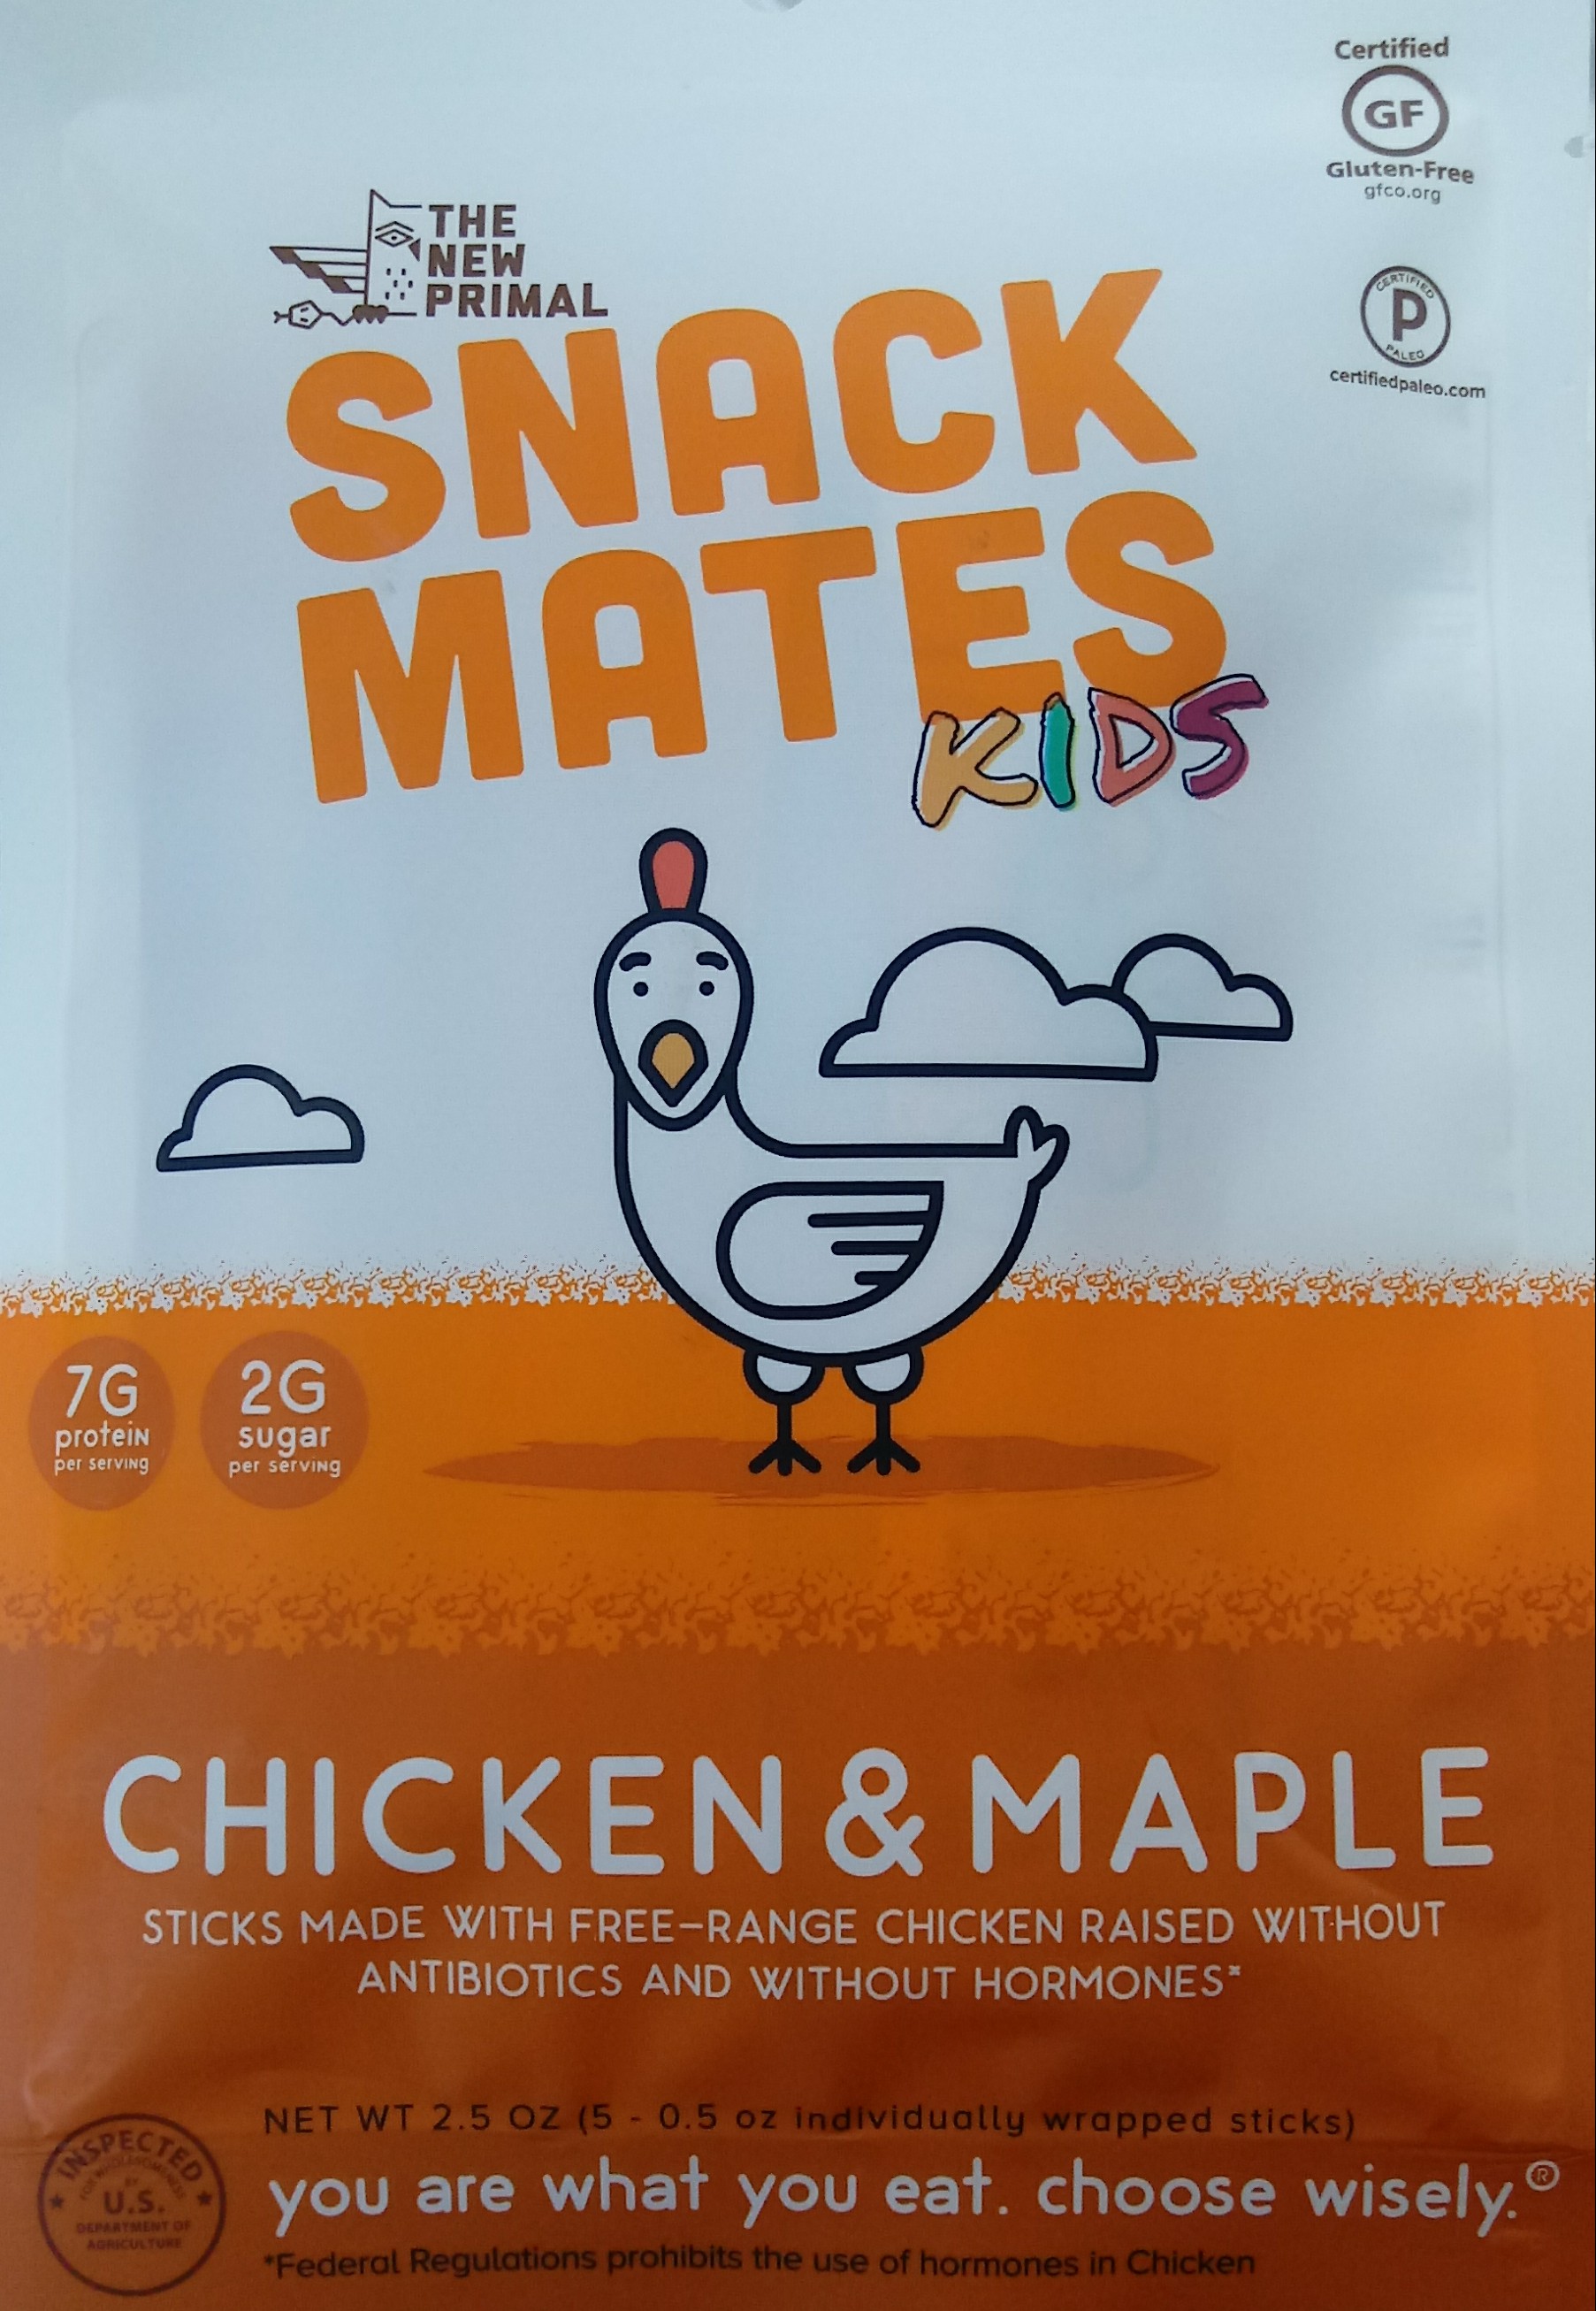 Certified
GF
Gluten-Free
gfco.org
CERTIFIED
P
PALEO
certifiedpaleo.com
THE
NEW
PRIMAL
SNACK
MATES
KIDS
7G
protein
per serving
2G
sugar
per serving
CHICKEN & MAPLE
STICKS MADE WITH FREE-RANGE CHICKEN RAISED WITHOUT
ANTIBIOTICS AND WITHOUT HORMONES*
NET WT 2.5 OZ (5 - 0.5 oz individually wrapped sticks)
INSPECTED
FOR WHOLESOMENESS
BY
U.S.
DEPARTMENT OF
AGRICULTURE
you are what you eat. choose wisely.®
*Federal Regulations prohibits the use of hormones in Chicken